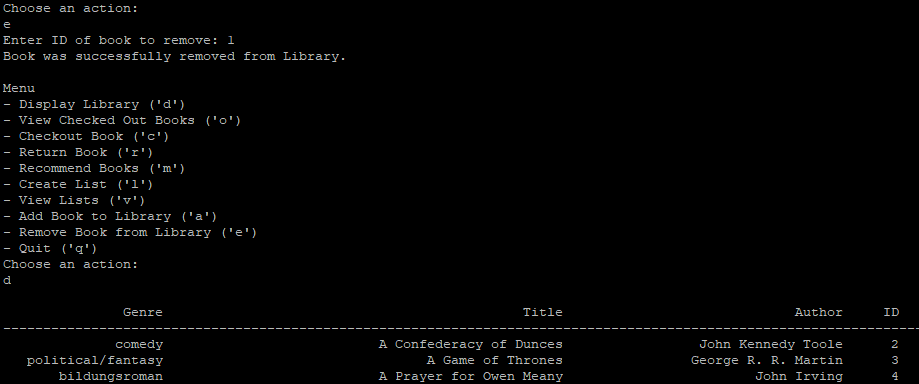 Choose an action:
e
Enter ID of book to remove: 1
Book was successfully removed from Library.
Menu
- Display Library ('d')
- View Checked Out Books ('o')
- Checkout Book ('c')
- Return Book ('r')
- Recommend Books ('m')
- Create List ('l')
- View Lists ('v')
- Add Book to Library ('a')
- Remove Book from Library ('e')
- Quit ('q')
Choose an action:
d
Genre Title Author ID
comedy A Confederacy of Dunces John Kennedy Toole 2
political/fantasy A Game of Thrones George R. R. Martin 3
bildungsroman A Prayer for Owen Meany John Irving 4